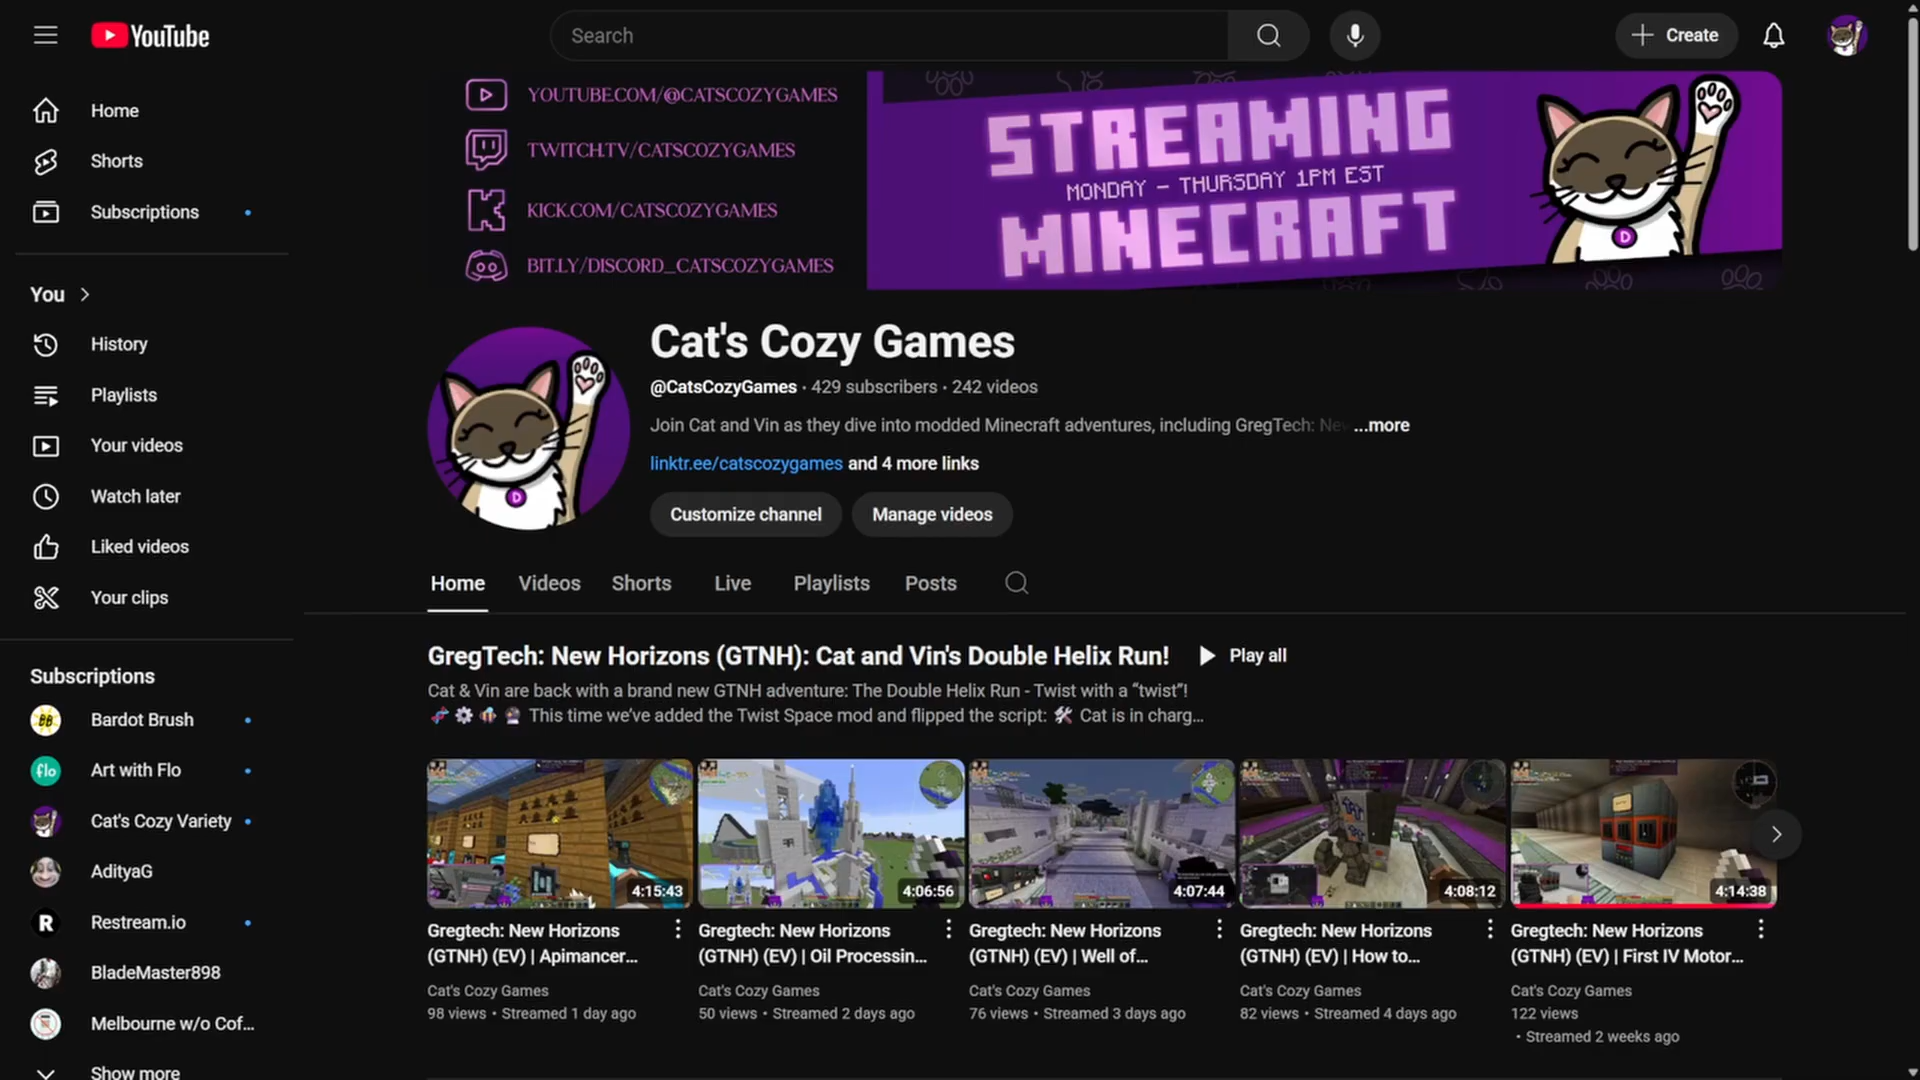 YouTube
Search
Create
Home
Shorts
Subscriptions
You
History
Playlists
Your videos
Watch later
Liked videos
Your clips
Subscriptions
Bardot Brush
Art with Flo
Cat's Cozy Variety
AdityaG
Restream.io
BladeMaster898
Melbourne w/o Cof...
Show more
YOUTUBE.COM/@CATSCOZYGAMES
TWITCH.TV/CATSCOZYGAMES
KICK.COM/CATSCOZYGAMES
BIT.LY/DISCORD_CATSCOZYGAMES
STREAMING
MONDAY – THURSDAY 1PM EST
MINECRAFT
D
Cat's Cozy Games
@CatsCozyGames • 429 subscribers • 242 videos
Join Cat and Vin as they dive into modded Minecraft adventures, including GregTech: Ne ...more
linktr.ee/catscozygames and 4 more links
Customize channel
Manage videos
Home
Videos
Shorts
Live
Playlists
Posts
GregTech: New Horizons (GTNH): Cat and Vin's Double Helix Run!
Play all
Cat & Vin are back with a brand new GTNH adventure: The Double Helix Run - Twist with a “twist”!
🧬 ⚙️ 🐝 🔮 This time we’ve added the Twist Space mod and flipped the script: 🛠️ Cat is in charg...
4:15:43
Gregtech: New Horizons
(GTNH) (EV) | Apimancer...
Cat's Cozy Games
98 views • Streamed 1 day ago
4:06:56
Gregtech: New Horizons
(GTNH) (EV) | Oil Processin...
Cat's Cozy Games
50 views • Streamed 2 days ago
4:07:44
Gregtech: New Horizons
(GTNH) (EV) | Well of...
Cat's Cozy Games
76 views • Streamed 3 days ago
4:08:12
Gregtech: New Horizons
(GTNH) (EV) | How to...
Cat's Cozy Games
82 views • Streamed 4 days ago
4:14:38
Gregtech: New Horizons
(GTNH) (EV) | First IV Motor...
Cat's Cozy Games
122 views
• Streamed 2 weeks ago